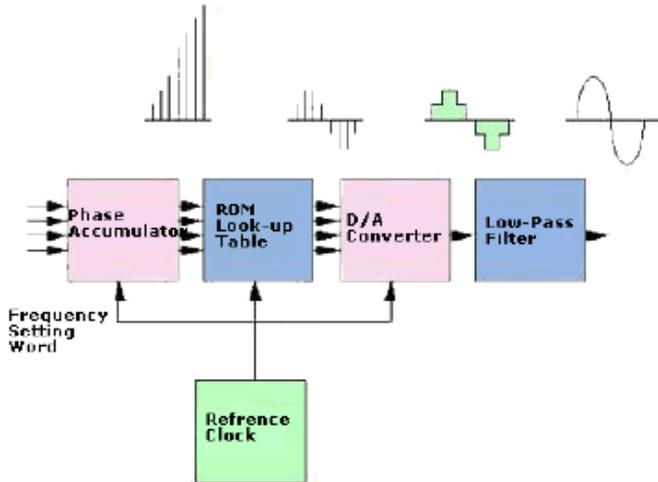 Phase
Accumulator
ROM
Look-up
Table
D/A
Converter
Low-Pass
Filter
Frequency
Setting
Word
Refrence
Clock